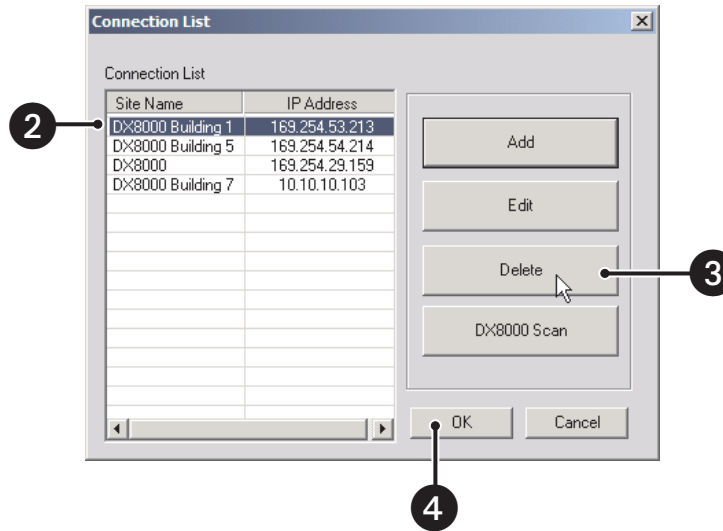 Connection List
Connection List
Site Name IP Address
DX8000 Building 1 169.254.53.213
DX8000 Building 5 169.254.54.214
DX8000 169.254.29.159
DX8000 Building 7 10.10.10.103
Add
Edit
Delete
DX8000 Scan
OK Cancel
2
3
4